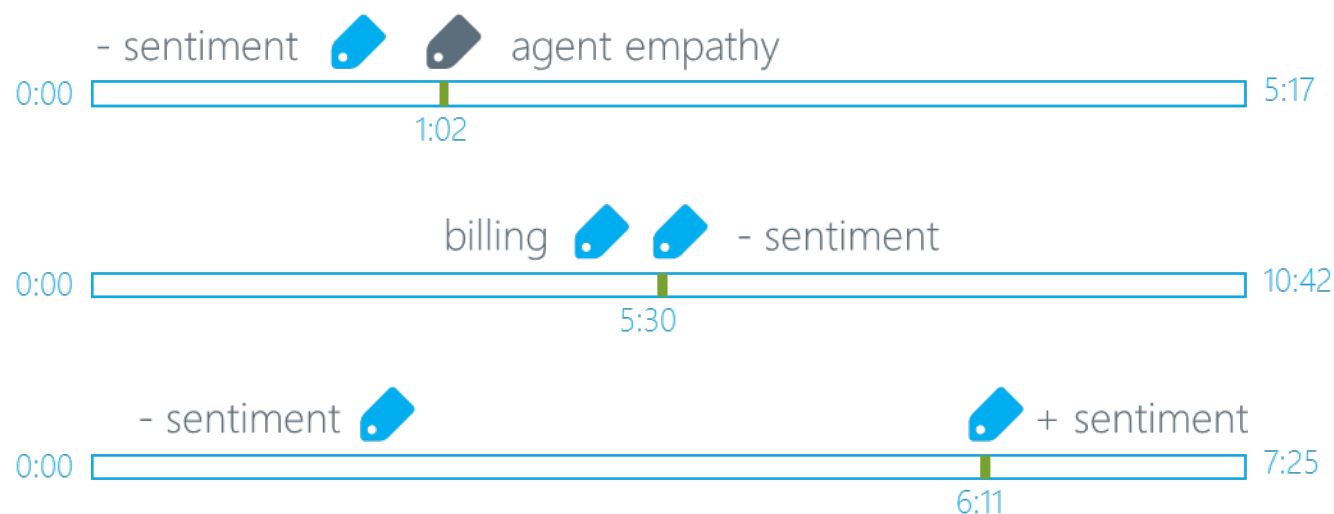 - sentiment agent empathy
0:00 5:17
1:02
billing - sentiment
0:00 10:42
5:30
- sentiment + sentiment
0:00 7:25
6:11